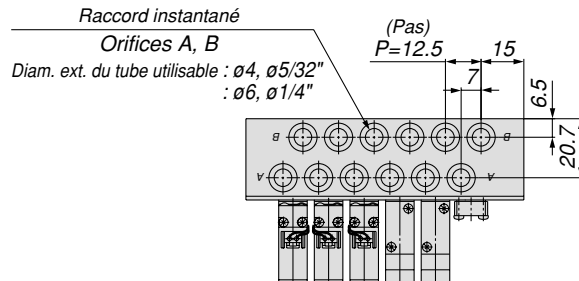 Raccord instantané
Orifices A, B
Diam. ext. du tube utilisable : ø4, ø5/32"
: ø6, ø1/4"
(Pas)
P=12.5
15
7
6.5
20.7
B
B
A
A